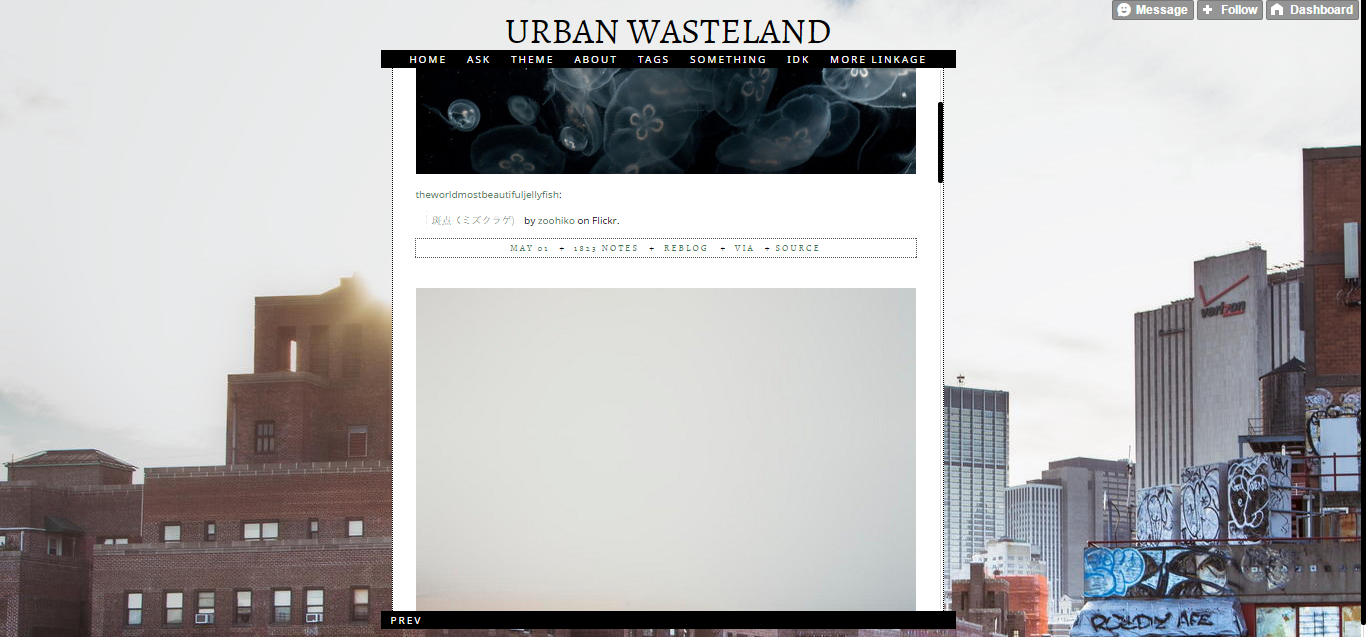 Message Follow Dashboard
URBAN WASTELAND
HOME ASK THEME ABOUT TAGS SOMETHING IDK MORE LINKAGE
theworldmostbeautifuljellyfish:
斑点 (ミズクラゲ) by zoohiko on Flickr.
MAY 01 + 1823 NOTES + REBLOG + VIA + SOURCE
verizon
PREV